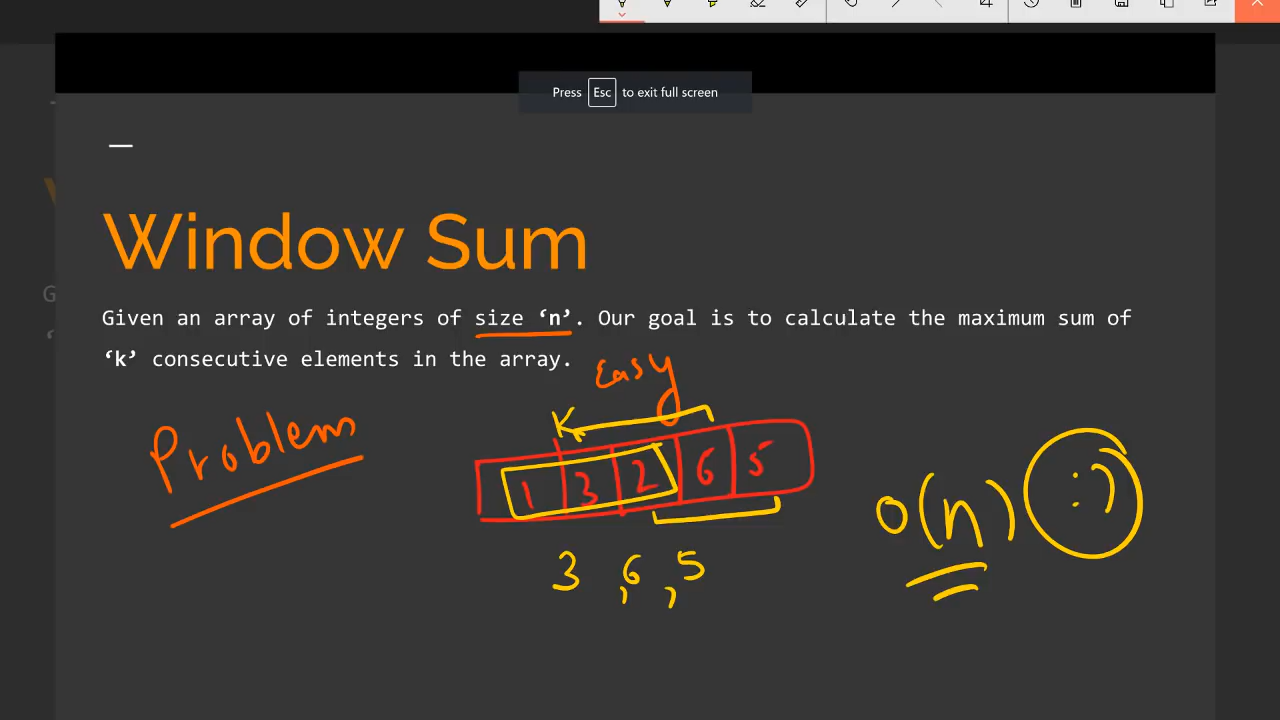 Press Esc to exit full screen
Window Sum
Given an array of integers of size ‘n’. Our goal is to calculate the maximum sum of
‘k’ consecutive elements in the array.
Easy
Problem
1 3 2 6 5
O(n) :)
3 , 6 , 5